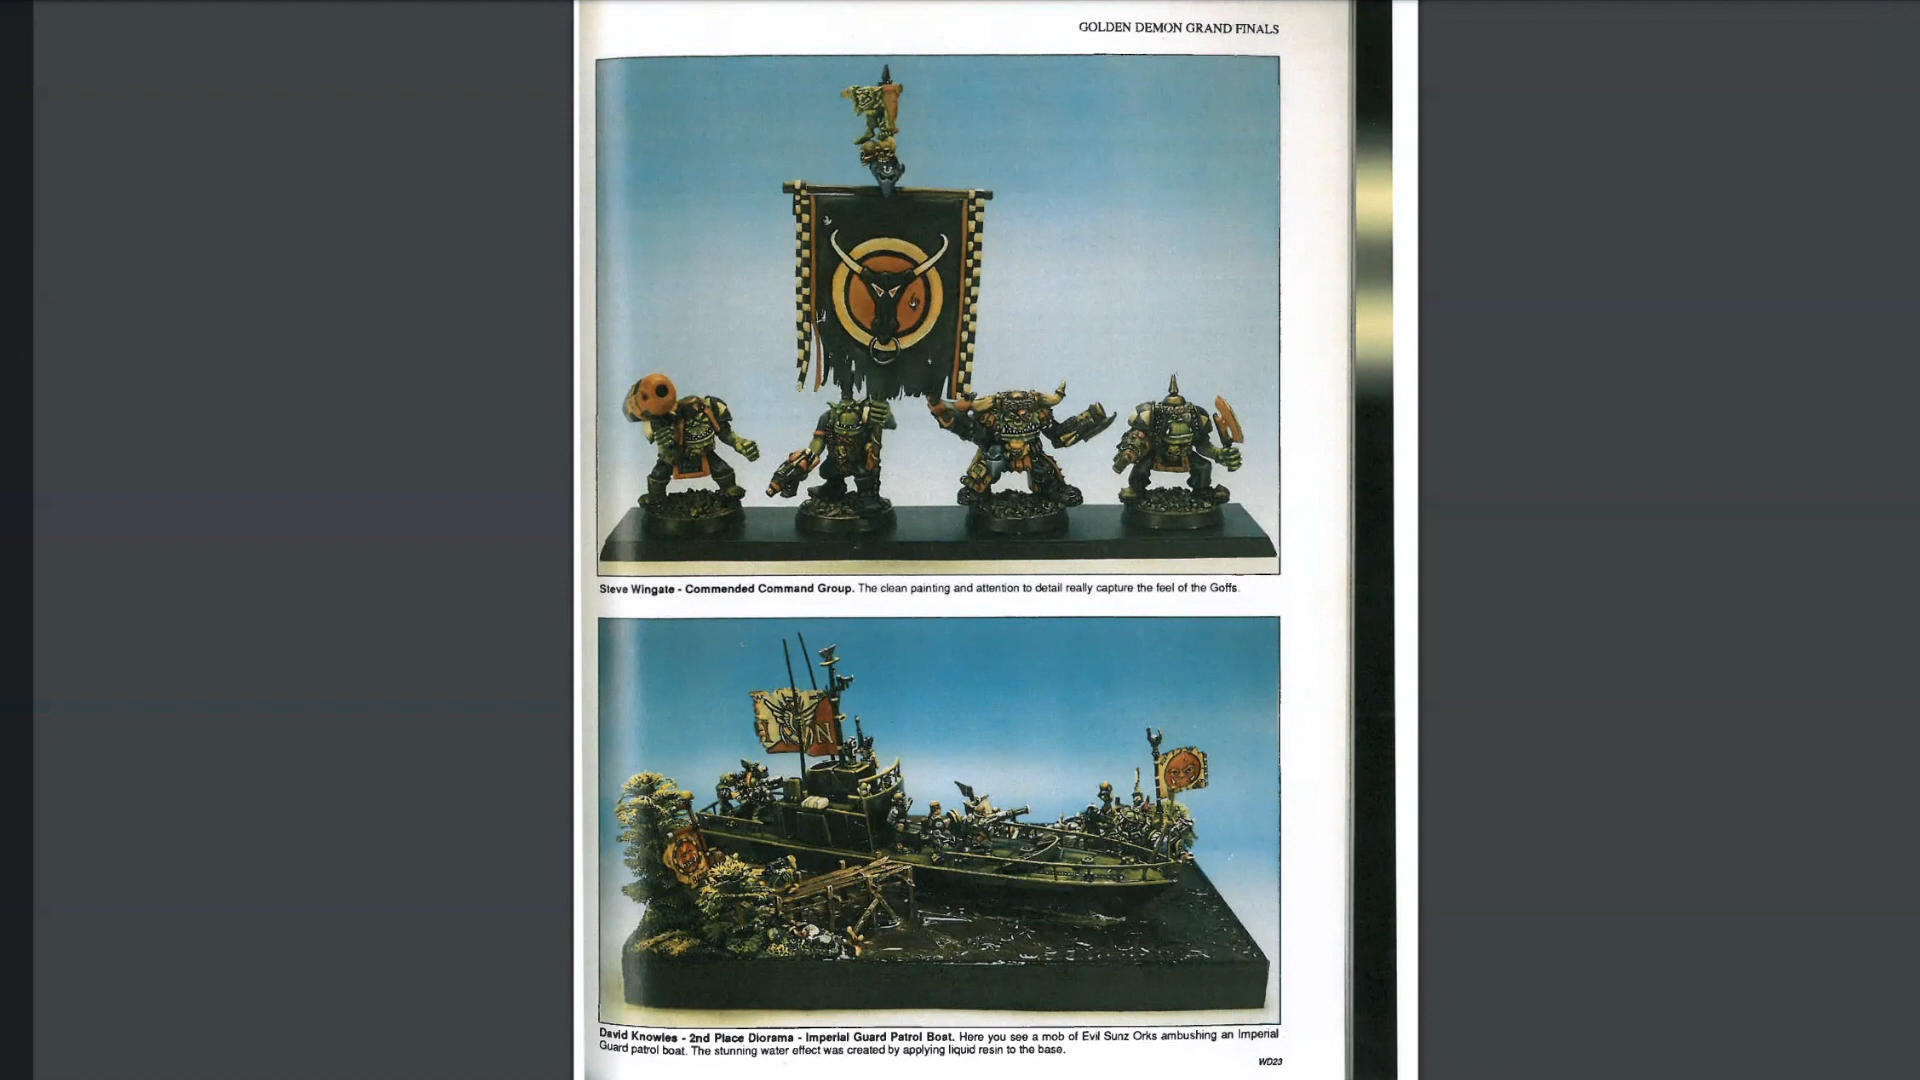 GOLDEN DEMON GRAND FINALS
Steve Wingate - Commended Command Group. The clean painting and attention to detail really capture the feel of the Goffs.
N
David Knowles - 2nd Place Diorama - Imperial Guard Patrol Boat. Here you see a mob of Evil Sunz Orks ambushing an Imperial
Guard patrol boat. The stunning water effect was created by applying liquid resin to the base.
WD23